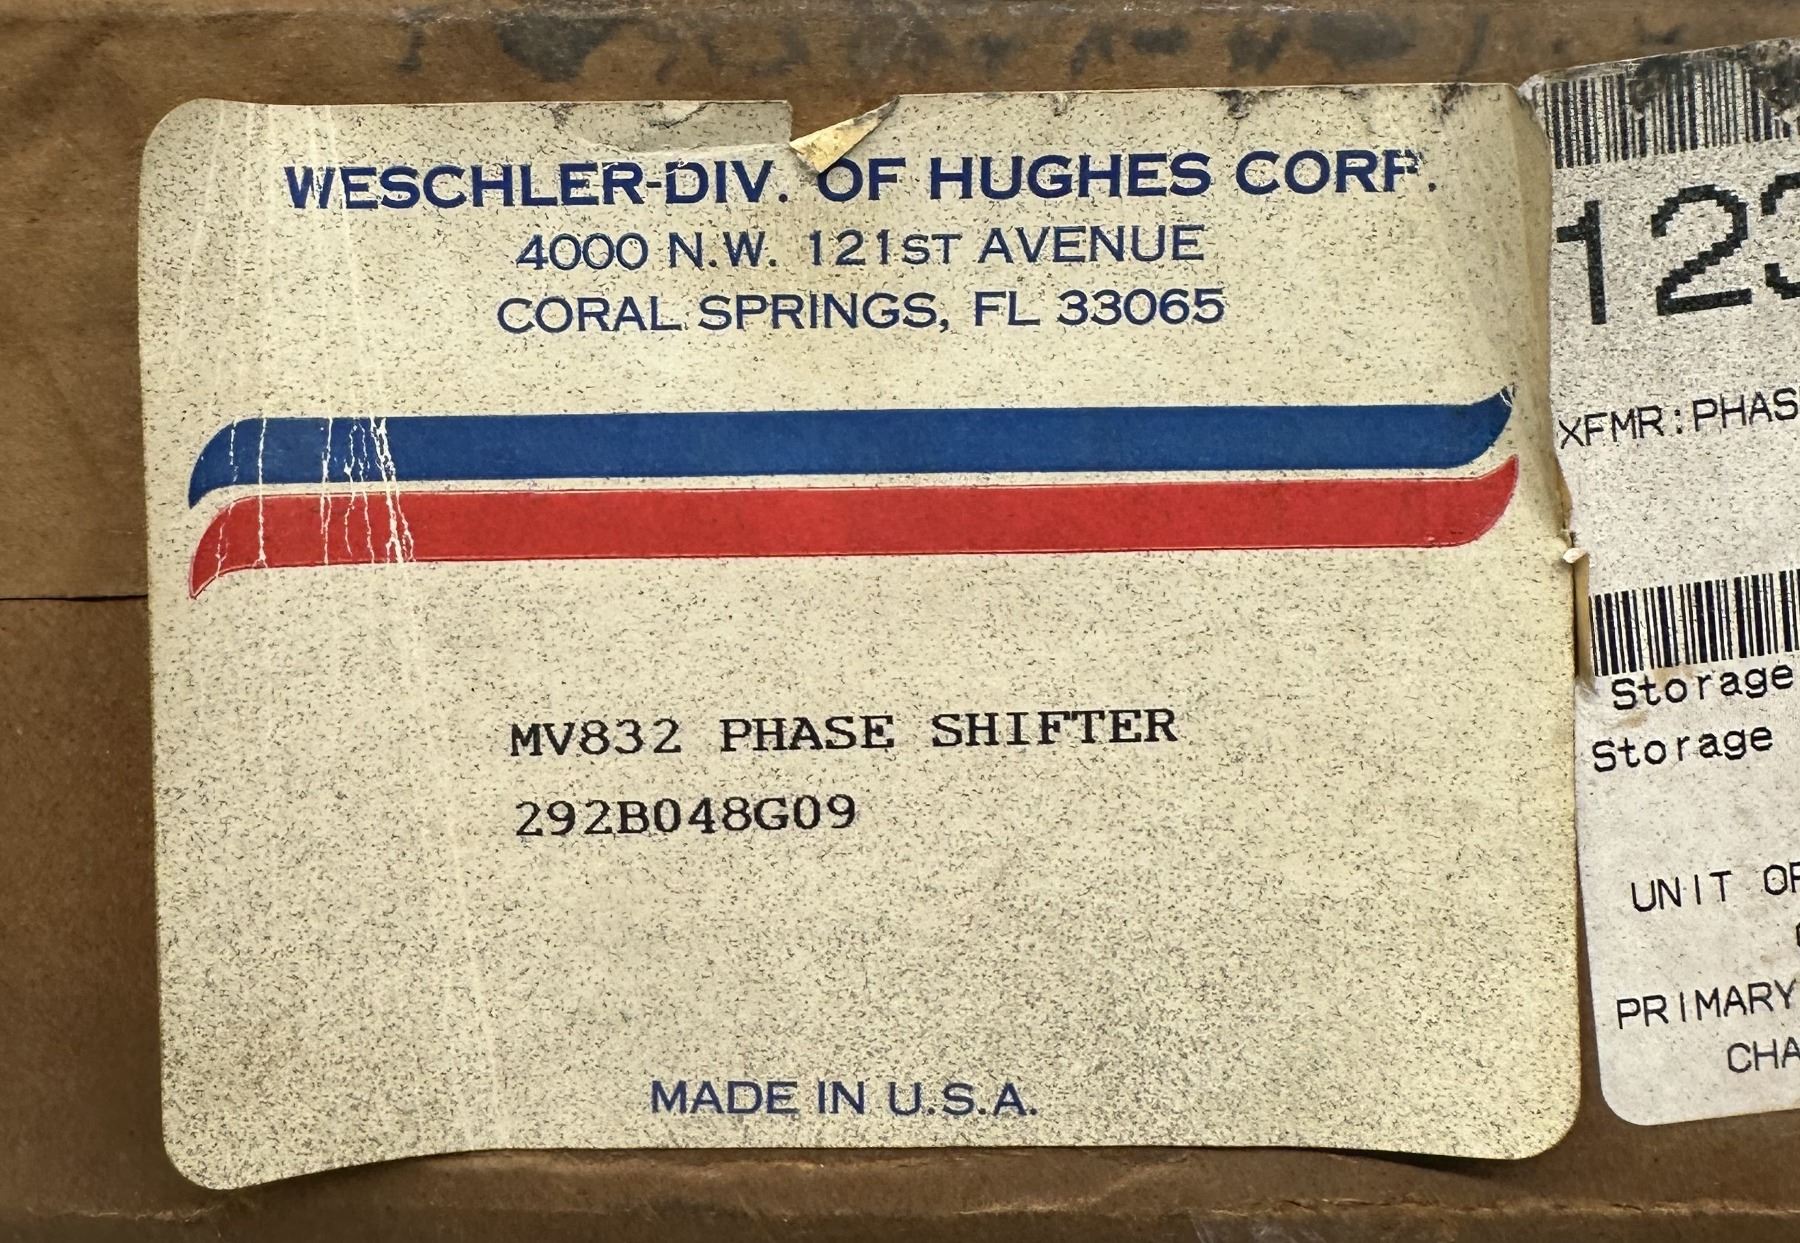 WESCHLER-DIV. OF HUGHES CORP.
4000 N.W. 121ST AVENUE
CORAL SPRINGS, FL 33065
MV832 PHASE SHIFTER
292B048G09
MADE IN U.S.A.
123
XFMR:PHAS
Storage
Storage
UNIT OF
PRIMARY
CHA